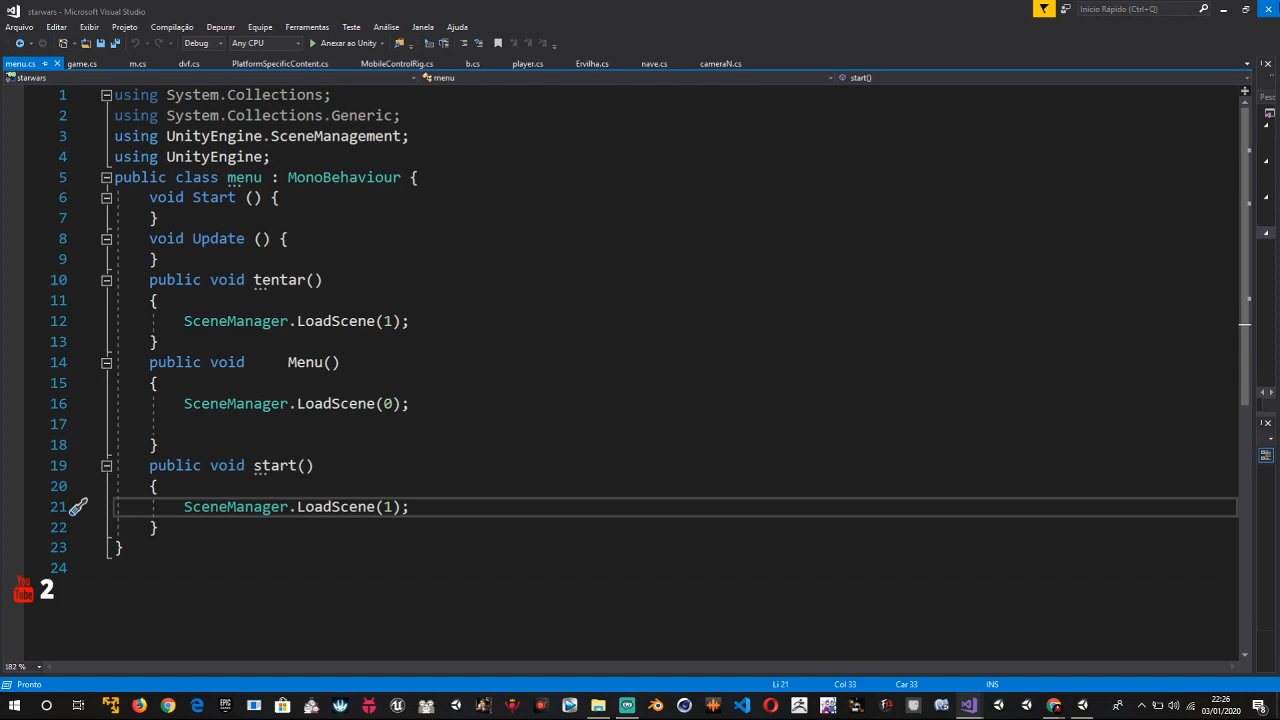 starwars - Microsoft Visual Studio
Início Rápido (Ctrl+Q)
Arquivo Editar Exibir Projeto Compilação Depurar Equipe Ferramentas Teste Analisar Janela Ajuda
Debug Any CPU Anexar ao Unity
menu.cs game.cs m.cs dvf.cs PlatformSpecificContent.cs MobileControlRig.cs b.cs player.cs Ervilha.cs nave.cs cameraN.cs
starwars menu start()
Pesc
1 using System.Collections;
2 using System.Collections.Generic;
3 using UnityEngine.SceneManagement;
4 using UnityEngine;
5 public class menu : MonoBehaviour {
6 void Start () {
7 }
8 void Update () {
9 }
10 public void tentar()
11 {
12 SceneManager.LoadScene(1);
13 }
14 public void Menu()
15 {
16 SceneManager.LoadScene(0);
17
18 }
19 public void start()
20 {
21 SceneManager.LoadScene(1);
22 }
23 }
24
You Tube 2
182 %
Pronto Li 21 Col 33 Car 33 INS
22:26
03/01/2020